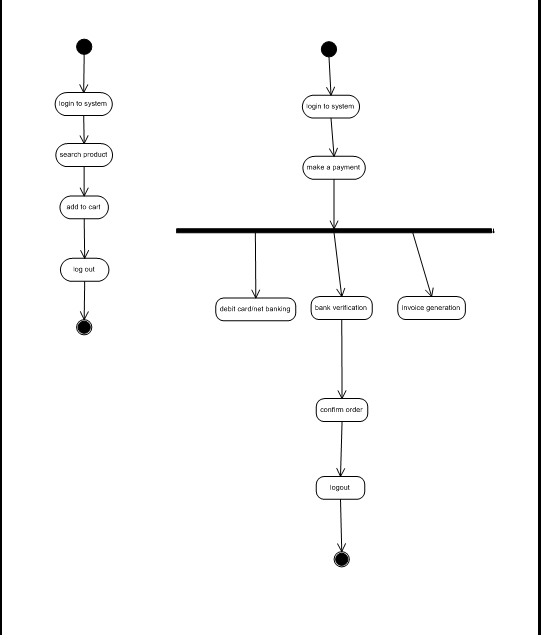 login to system
search product
add to cart
log out
login to system
make a payment
debit card/net banking
bank verification
invoice generation
confirm order
logout